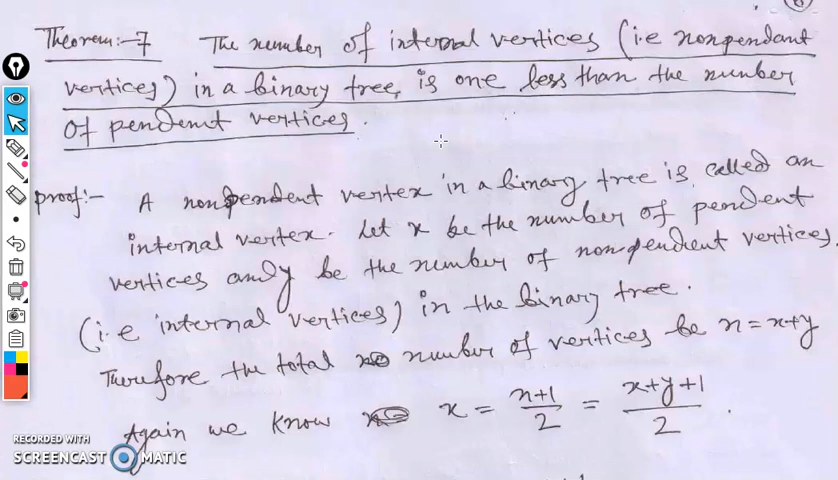 Theorem:-7 The number of internal vertices (i.e nonpendant
vertices) in a binary tree, is one less than the number
of pendent vertices.
proof:- A nonpendent vertex in a binary tree is called an
internal vertex. Let x be the number of pendent
vertices and y be the number of nonpendent vertices.
(i.e internal vertices) in the binary tree.
Therefore the total number of vertices be n=x+y
Again we know x = n+1/2 = x+y+1/2 .
RECORDED WITH
SCREENCAST MATIC